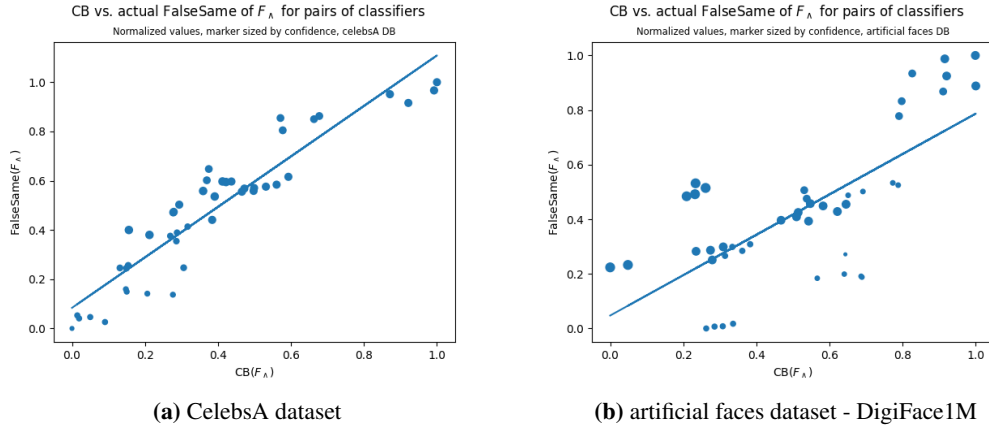 CB vs. actual FalseSame of F∧ for pairs of classifiers
Normalized values, marker sized by confidence, celebsA DB
FalseSame(F∧)
1.0
0.8
0.6
0.4
0.2
0.0
0.0 0.2 0.4 0.6 0.8 1.0
CB(F∧)
(a) CelebsA dataset
CB vs. actual FalseSame of F∧ for pairs of classifiers
Normalized values, marker sized by confidence, artificial faces DB
FalseSame(F∧)
1.0
0.8
0.6
0.4
0.2
0.0
0.0 0.2 0.4 0.6 0.8 1.0
CB(F∧)
(b) artificial faces dataset - DigiFace1M